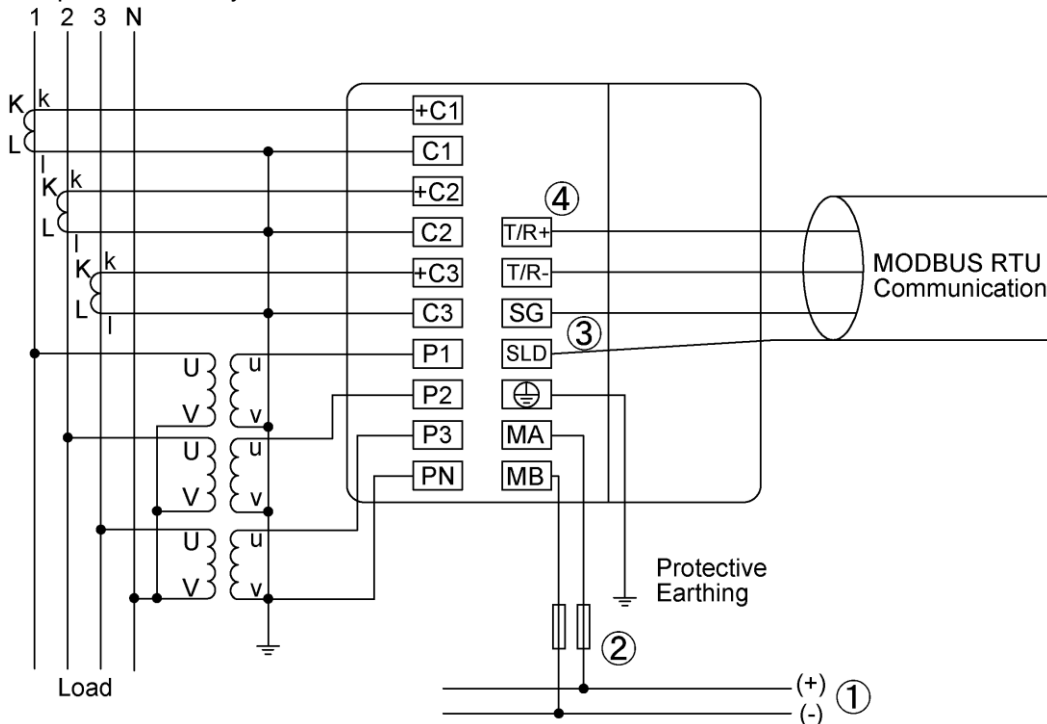 1 2 3 N
K k
L l
K k
L l
K k
L l
U u
V v
U u
V v
U u
V v
+C1
C1
+C2
C2
+C3
C3
P1
P2
P3
PN
④
T/R+
T/R-
SG
③
SLD
MA
MB
MODBUS RTU
Communication
Protective
Earthing
②
(+) ①
(-)
Load